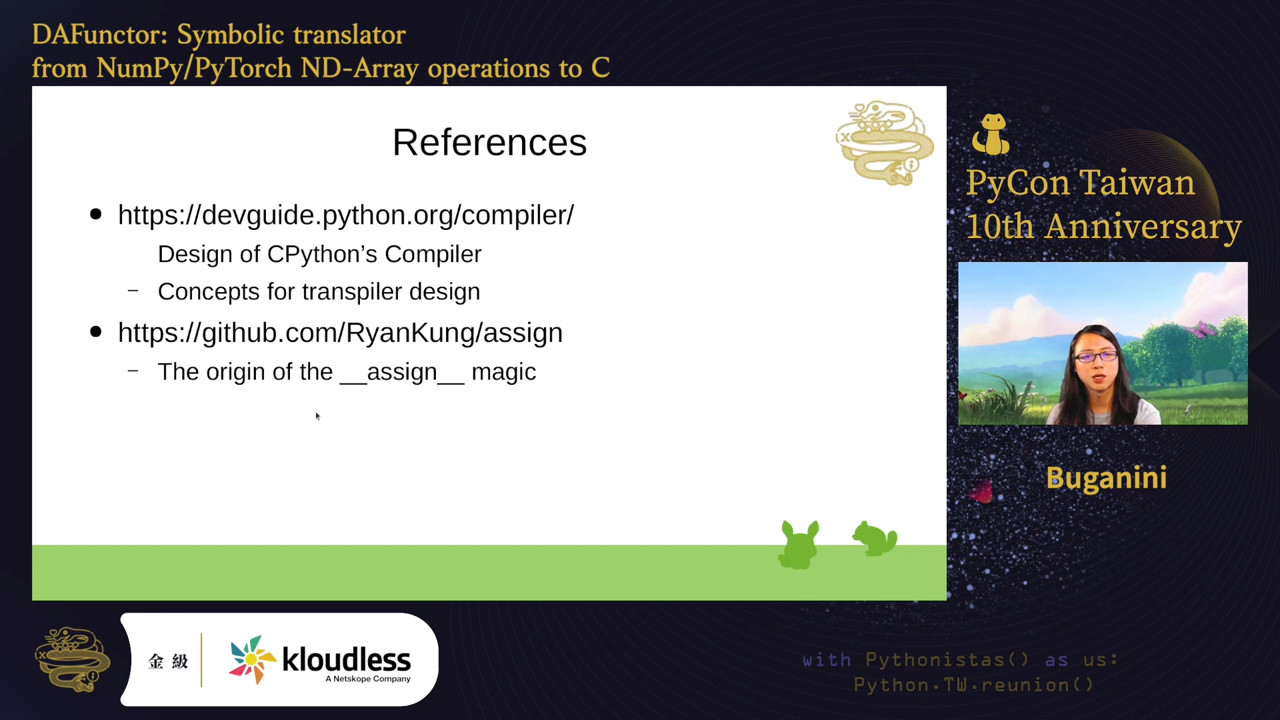 DAFunctor: Symbolic translator
from NumPy/PyTorch ND-Array operations to C
References
● https://devguide.python.org/compiler/
Design of CPython’s Compiler
– Concepts for transpiler design
● https://github.com/RyanKung/assign
– The origin of the __assign__ magic
PyCon Taiwan
10th Anniversary
Buganini
金級
kloudless
A Netskope Company
with Pythonistas() as us:
Python.TW.reunion()